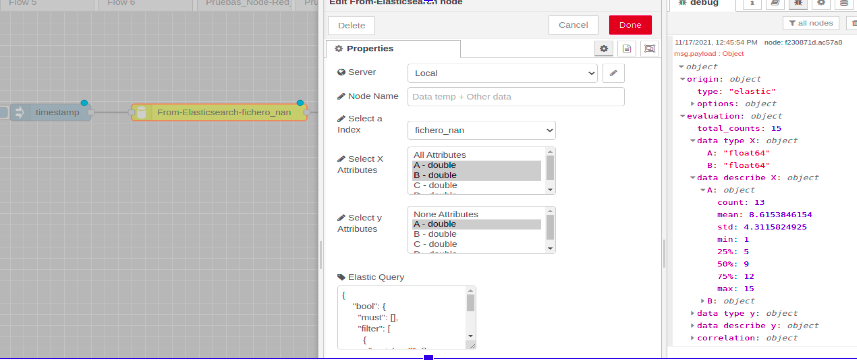 Flow 5
Flow 6
Pruebas_Node-Red
timestamp
From-Elasticsearch-fichero_nan
Edit From-Elasticsearch node
Delete
Cancel
Done
Properties
Server
Local
Node Name
Data temp + Other data
Select a
Index
fichero_nan
Select X
Attributes
All Attributes
A - double
B - double
C - double
Select y
Attributes
None Attributes
A - double
B - double
C - double
Elastic Query
{
"bool": {
"must": [],
"filter": [
{
debug
all nodes
11/17/2021, 12:45:54 PM node: f230871d.ac57a8
msg.payload : Object
object
origin: object
type: "elastic"
options: object
evaluation: object
total_counts: 15
data type X: object
A: "float64"
B: "float64"
data describe X: object
A: object
count: 13
mean: 8.6153846154
std: 4.3115024925
min: 1
25%: 5
50%: 9
75%: 12
max: 15
B: object
data type y: object
data describe y: object
correlation: object